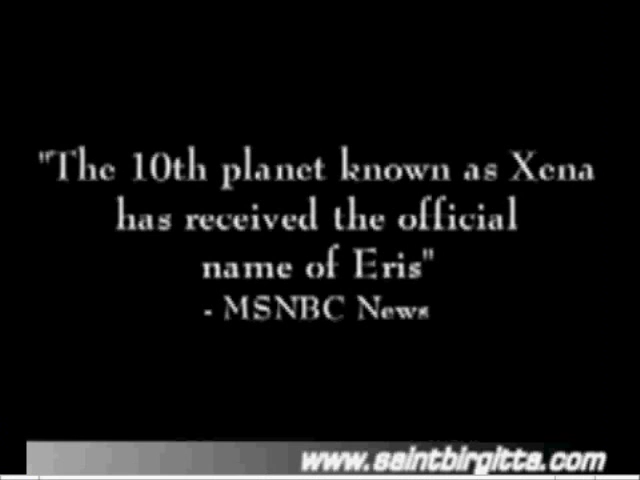 "The 10th planet known as Xena
has received the official
name of Eris"
- MSNBC News
www.saintbirgitta.com